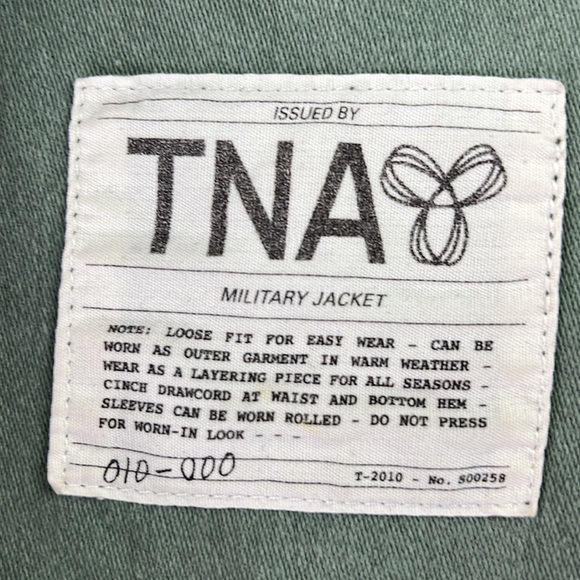 ISSUED BY
TNA
MILITARY JACKET
NOTE: LOOSE FIT FOR EASY WEAR - CAN BE
WORN AS OUTER GARMENT IN WARM WEATHER -
WEAR AS A LAYERING PIECE FOR ALL SEASONS -
CINCH DRAWCORD AT WAIST AND BOTTOM HEM -
SLEEVES CAN BE WORN ROLLED - DO NOT PRESS
FOR WORN-IN LOOK - - -
010-000
T-2010 - No. S00258